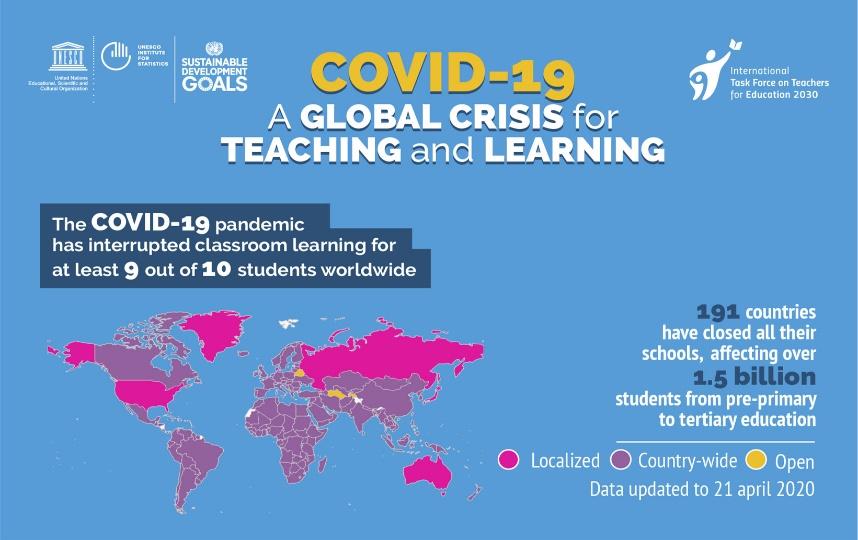 UNESCO
United Nations
Educational, Scientific and
Cultural Organization
UNESCO
INSTITUTE
FOR
STATISTICS
SUSTAINABLE
DEVELOPMENT
GOALS
COVID-19
A GLOBAL CRISIS for
TEACHING and LEARNING
International
Task Force on Teachers
for Education 2030
The COVID-19 pandemic
has interrupted classroom learning for
at least 9 out of 10 students worldwide
191 countries
have closed all their
schools, affecting over
1.5 billion
students from pre-primary
to tertiary education
Localized Country-wide Open
Data updated to 21 april 2020